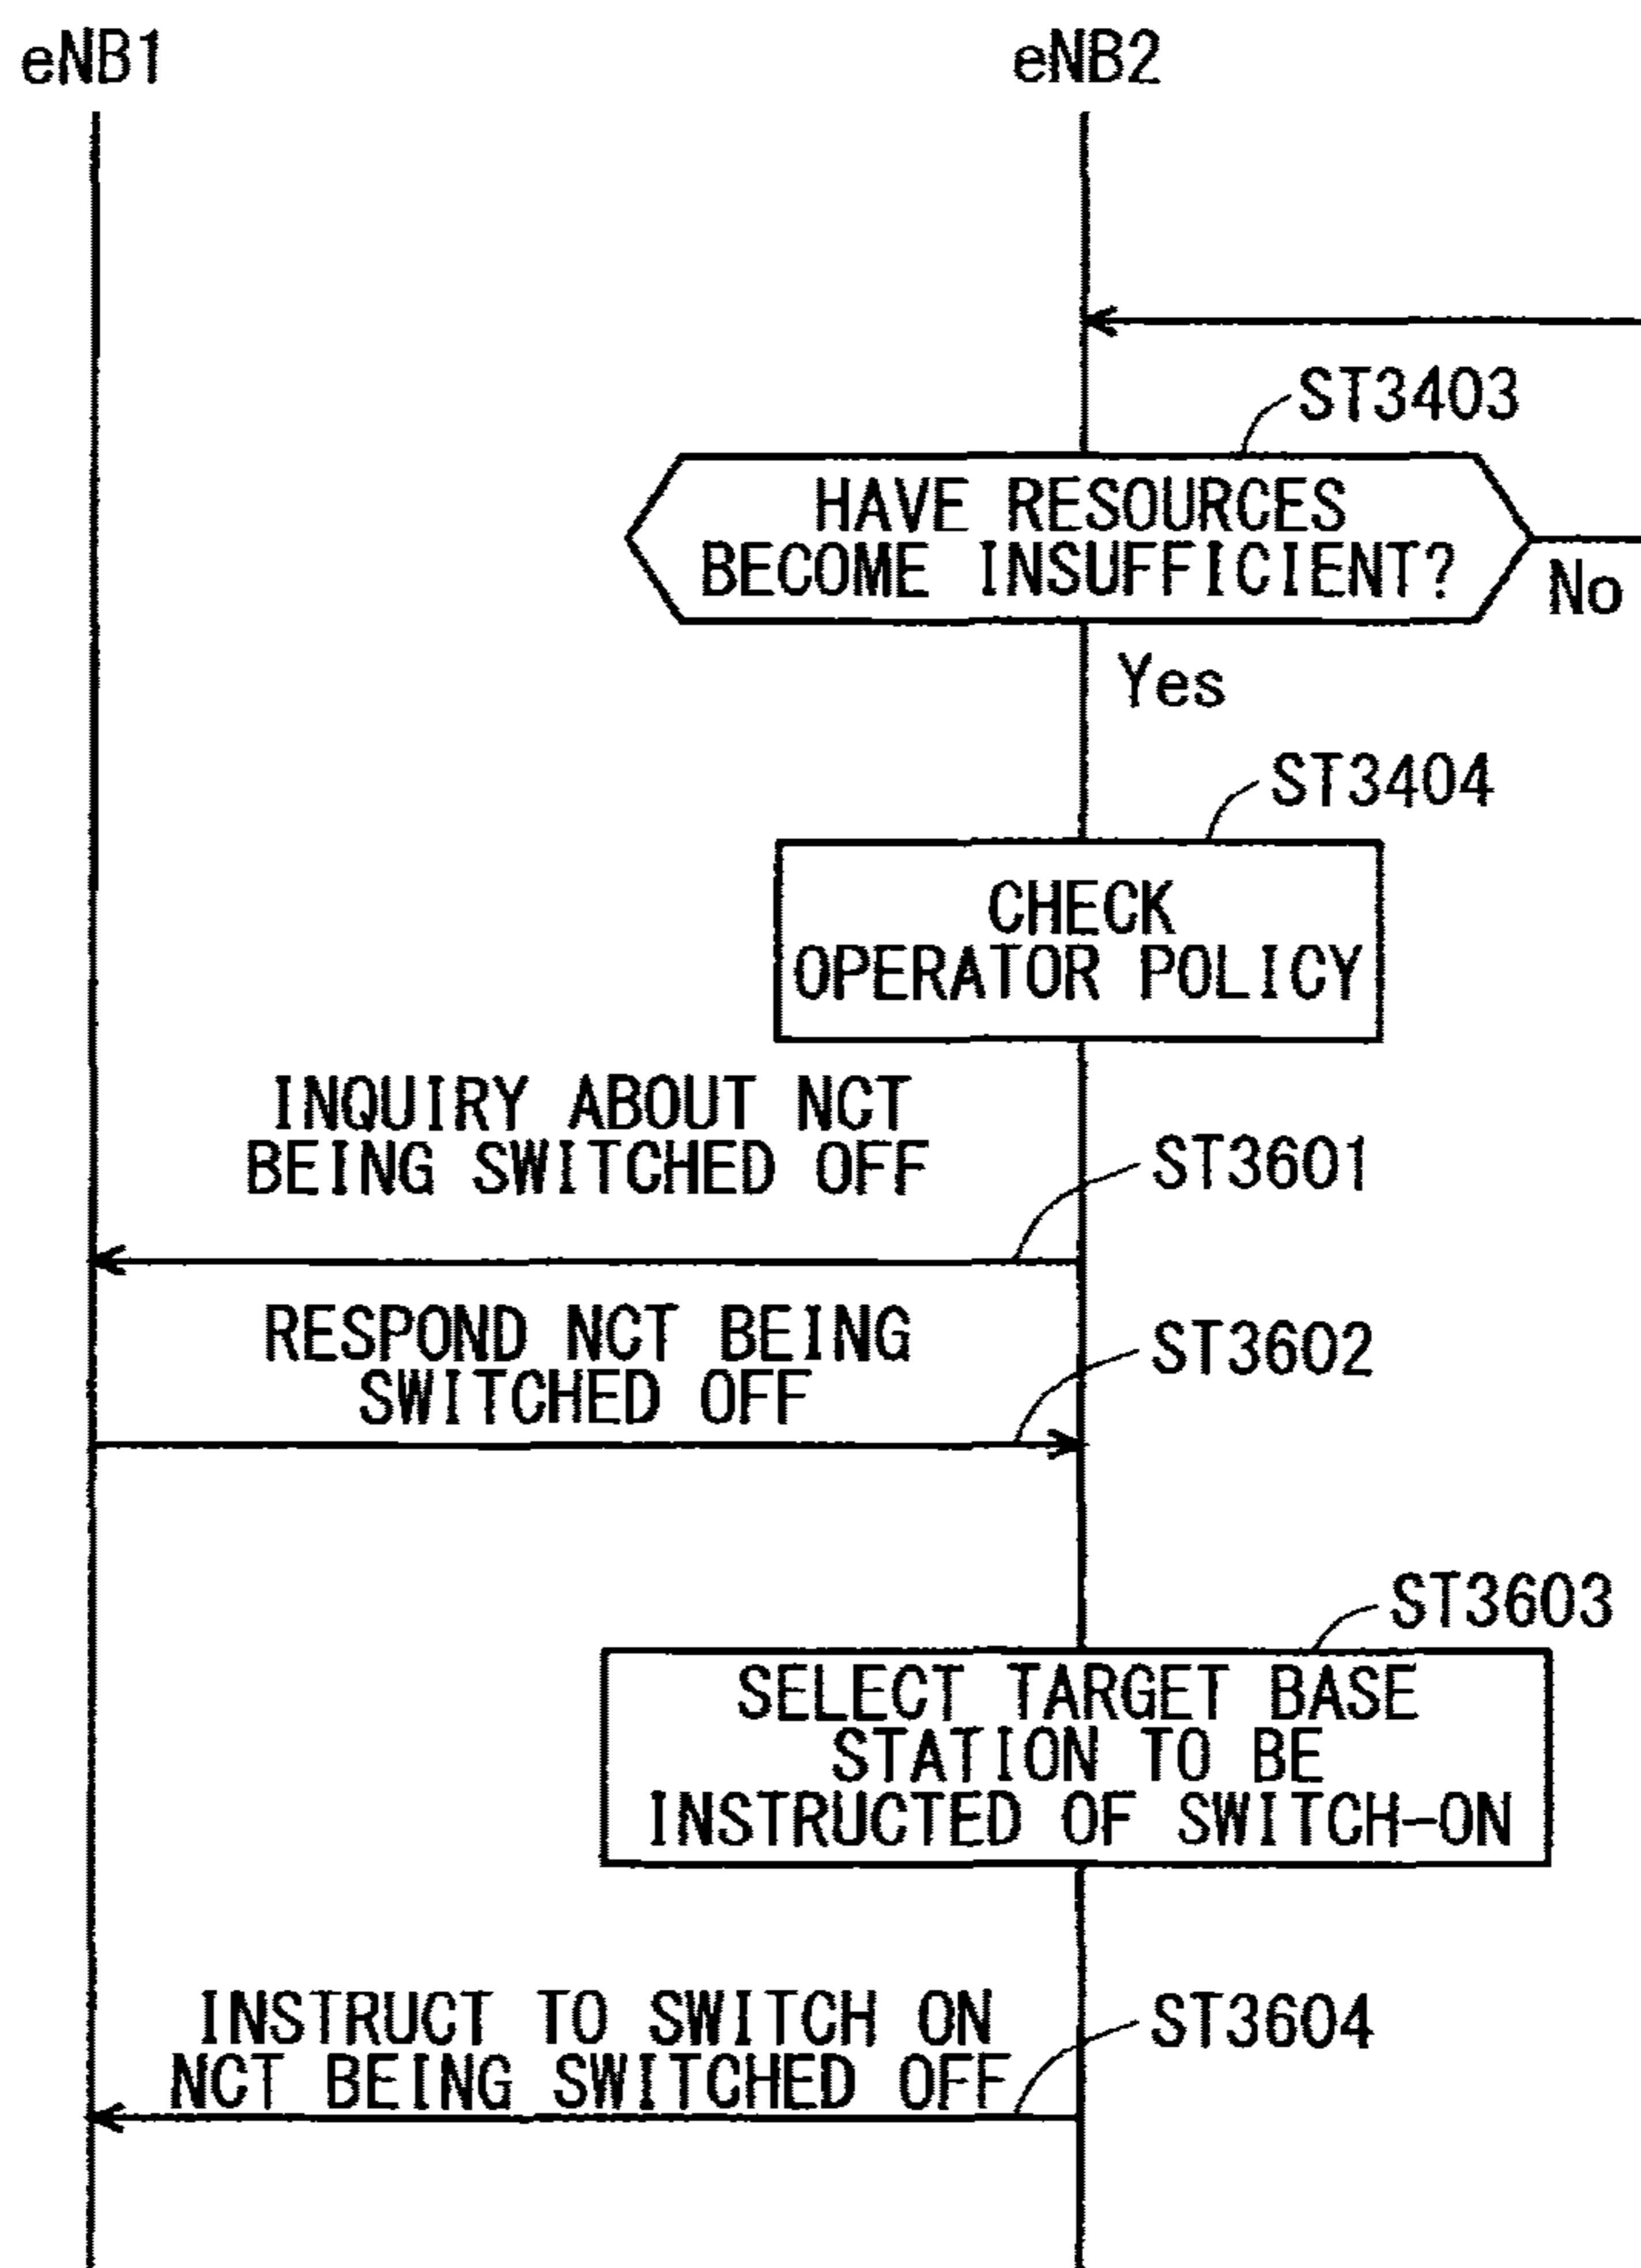 eNB1
eNB2
ST3403
HAVE RESOURCES
BECOME INSUFFICIENT?
No
Yes
ST3404
CHECK
OPERATOR POLICY
INQUIRY ABOUT NCT
BEING SWITCHED OFF
ST3601
RESPOND NCT BEING
SWITCHED OFF
ST3602
ST3603
SELECT TARGET BASE
STATION TO BE
INSTRUCTED OF SWITCH-ON
INSTRUCT TO SWITCH ON
NCT BEING SWITCHED OFF
ST3604